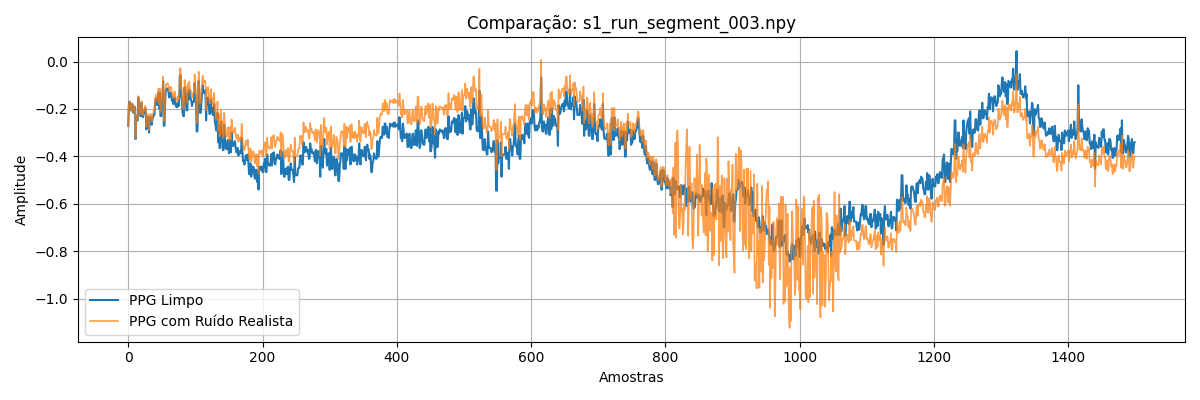 Comparação: s1_run_segment_003.npy
0.0
−0.2
−0.4
−0.6
−0.8
−1.0
Amplitude
PPG Limpo
PPG com Ruído Realista
0 200 400 600 800 1000 1200 1400
Amostras